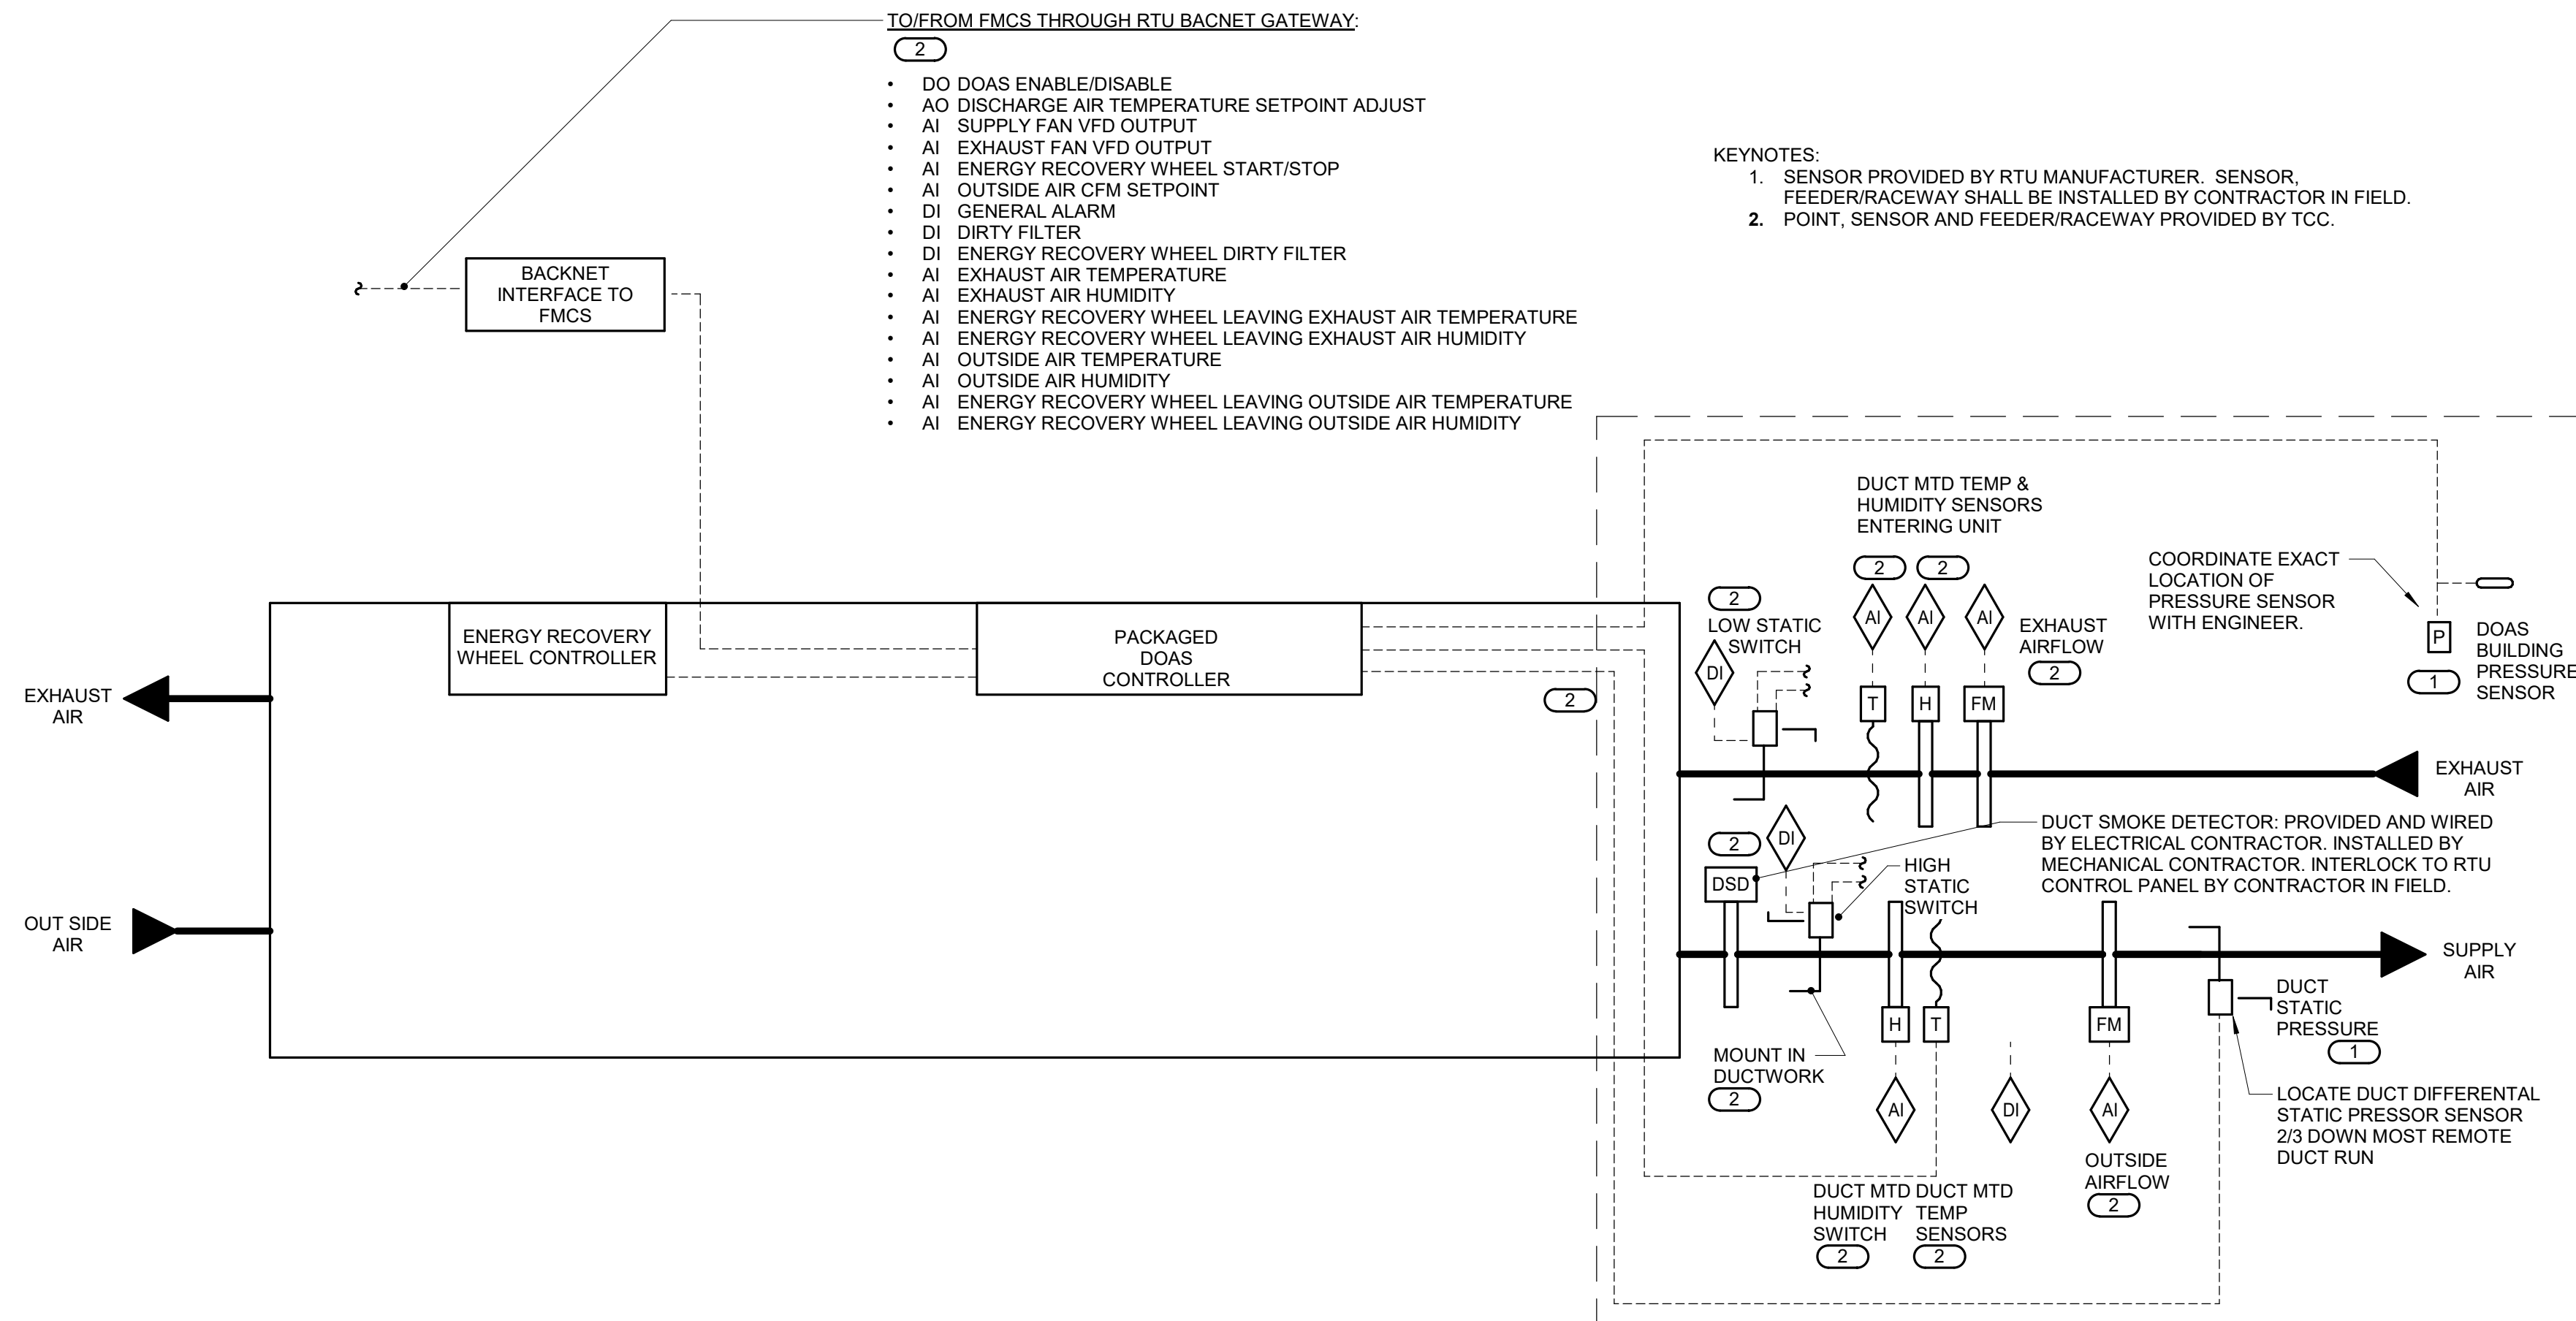 TO/FROM FMCS THROUGH RTU BACNET GATEWAY:
2
• DO DOAS ENABLE/DISABLE
• AO DISCHARGE AIR TEMPERATURE SETPOINT ADJUST
• AI SUPPLY FAN VFD OUTPUT
• AI EXHAUST FAN VFD OUTPUT
• AI ENERGY RECOVERY WHEEL START/STOP
• AI OUTSIDE AIR CFM SETPOINT
• DI GENERAL ALARM
• DI DIRTY FILTER
• DI ENERGY RECOVERY WHEEL DIRTY FILTER
• AI EXHAUST AIR TEMPERATURE
• AI EXHAUST AIR HUMIDITY
• AI ENERGY RECOVERY WHEEL LEAVING EXHAUST AIR TEMPERATURE
• AI ENERGY RECOVERY WHEEL LEAVING EXHAUST AIR HUMIDITY
• AI OUTSIDE AIR TEMPERATURE
• AI OUTSIDE AIR HUMIDITY
• AI ENERGY RECOVERY WHEEL LEAVING OUTSIDE AIR TEMPERATURE
• AI ENERGY RECOVERY WHEEL LEAVING OUTSIDE AIR HUMIDITY
KEYNOTES:
1. SENSOR PROVIDED BY RTU MANUFACTURER. SENSOR,
FEEDER/RACEWAY SHALL BE INSTALLED BY CONTRACTOR IN FIELD.
2. POINT, SENSOR AND FEEDER/RACEWAY PROVIDED BY TCC.
BACKNET
INTERFACE TO
FMCS
ENERGY RECOVERY
WHEEL CONTROLLER
PACKAGED
DOAS
CONTROLLER
EXHAUST
AIR
OUT SIDE
AIR
2
DUCT MTD TEMP &
HUMIDITY SENSORS
ENTERING UNIT
2
2
2
LOW STATIC
SWITCH
DI
AI
AI
AI
EXHAUST
AIRFLOW
2
T
H
FM
COORDINATE EXACT
LOCATION OF
PRESSURE SENSOR
WITH ENGINEER.
P
1
DOAS
BUILDING
PRESSURE
SENSOR
EXHAUST
AIR
DUCT SMOKE DETECTOR: PROVIDED AND WIRED
BY ELECTRICAL CONTRACTOR. INSTALLED BY
MECHANICAL CONTRACTOR. INTERLOCK TO RTU
CONTROL PANEL BY CONTRACTOR IN FIELD.
2
DI
DSD
HIGH
STATIC
SWITCH
SUPPLY
AIR
H
T
FM
DUCT
STATIC
PRESSURE
1
MOUNT IN
DUCTWORK
2
AI
DI
AI
LOCATE DUCT DIFFERENTIAL
STATIC PRESSOR SENSOR
2/3 DOWN MOST REMOTE
DUCT RUN
OUTSIDE
AIRFLOW
2
DUCT MTD
HUMIDITY
SWITCH
2
DUCT MTD
TEMP
SENSORS
2